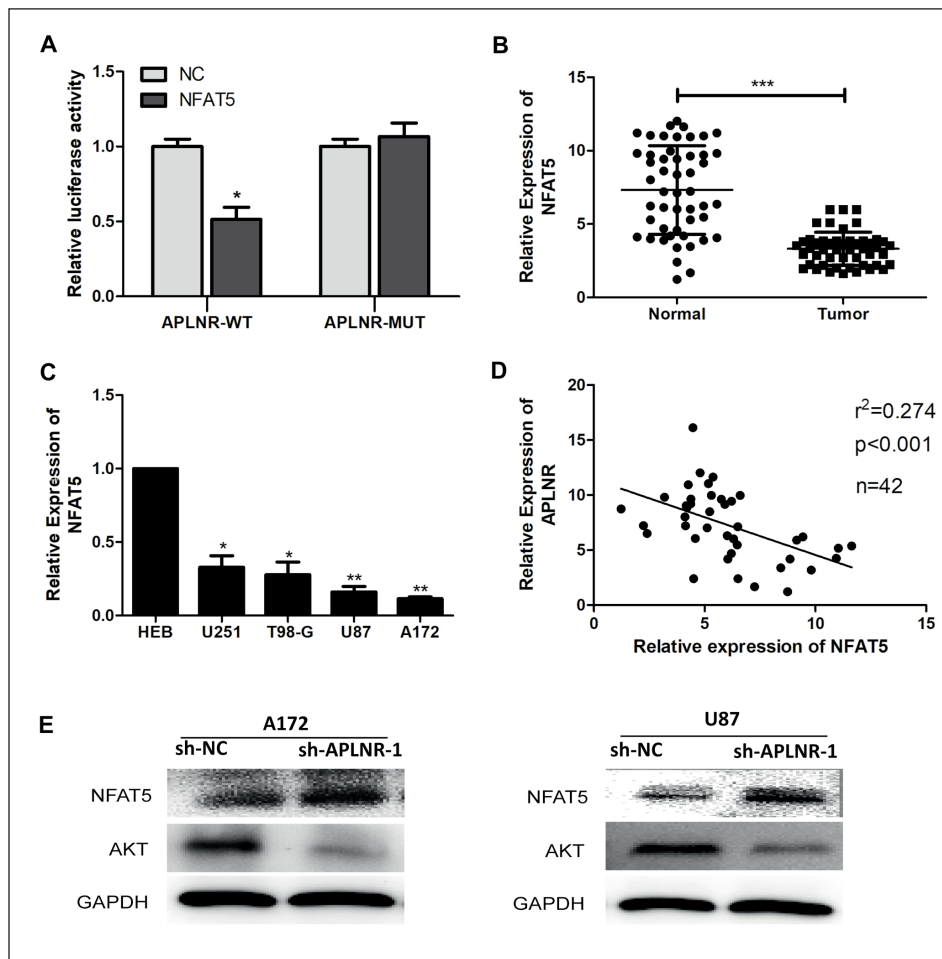 A
NC
NFAT5
Relative luciferase activity
1.5
1.0
0.5
0.0
*
APLNR-WT
APLNR-MUT
B
Relative Expression of
NFAT5
15
10
5
0
***
Normal
Tumor
C
Relative Expression of
NFAT5
1.5
1.0
0.5
0.0
*
*
**
**
HEB
U251
T98-G
U87
A172
D
Relative Expression of
APLNR
20
15
10
5
0
r²=0.274
p<0.001
n=42
0
5
10
15
Relative expression of NFAT5
E
A172
sh-NC
sh-APLNR-1
NFAT5
AKT
GAPDH
U87
sh-NC
sh-APLNR-1
NFAT5
AKT
GAPDH